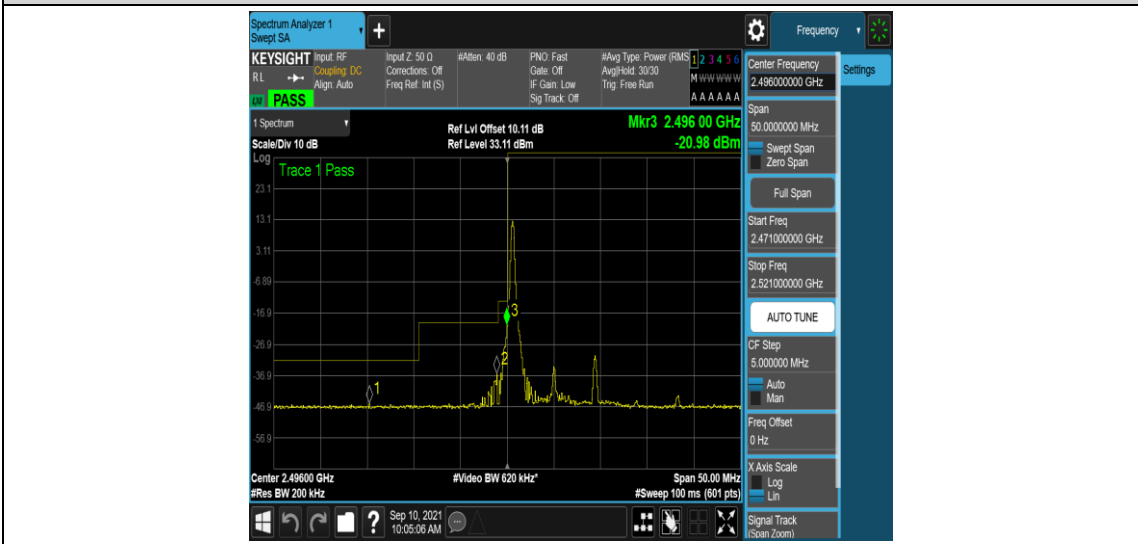 Spectrum Analyzer 1
Swept SA
+
Frequency
KEYSIGHT
RL
PASS
Input: RF
Coupling: DC
Align: Auto
Input Z: 50 Ω
Corrections: Off
Freq Ref: Int (S)
#Atten: 40 dB
PNO: Fast
Gate: Off
IF Gain: Low
Sig Track: Off
#Avg Type: Power (RMS
Avg|Hold: 30/30
Trig: Free Run
1 2 3 4 5 6
M W W W W W
A A A A A A
1 Spectrum
Scale/Div 10 dB
Ref Lvl Offset 10.11 dB
Ref Level 33.11 dBm
Mkr3 2.496 00 GHz
-20.98 dBm
Log
Trace 1 Pass
23.1
13.1
3.11
-6.89
-16.9
-26.9
-36.9
-46.9
-56.9
1
2
3
Center 2.49600 GHz
#Res BW 200 kHz
#Video BW 620 kHz*
Span 50.00 MHz
#Sweep 100 ms (601 pts)
?
Sep 10, 2021
10:05:06 AM
Center Frequency
2.496000000 GHz
Settings
Span
50.0000000 MHz
Swept Span
Zero Span
Full Span
Start Freq
2.471000000 GHz
Stop Freq
2.521000000 GHz
AUTO TUNE
CF Step
5.000000 MHz
Auto
Man
Freq Offset
0 Hz
X Axis Scale
Log
Lin
Signal Track
(Span Zoom)